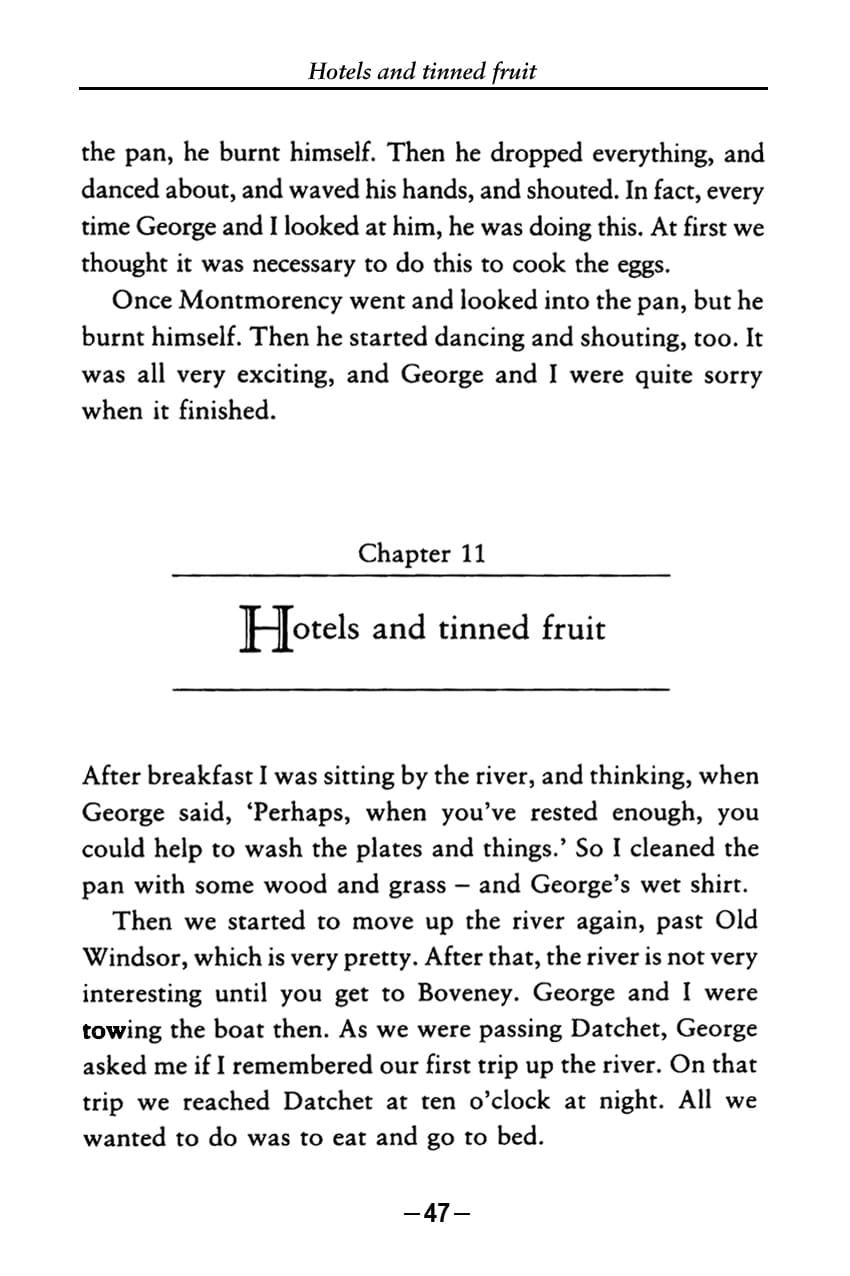 Hotels and tinned fruit
the pan, he burnt himself. Then he dropped everything, and
danced about, and waved his hands, and shouted. In fact, every
time George and I looked at him, he was doing this. At first we
thought it was necessary to do this to cook the eggs.
Once Montmorency went and looked into the pan, but he
burnt himself. Then he started dancing and shouting, too. It
was all very exciting, and George and I were quite sorry
when it finished.
Chapter 11
Hotels and tinned fruit
After breakfast I was sitting by the river, and thinking, when
George said, ‘Perhaps, when you’ve rested enough, you
could help to wash the plates and things.’ So I cleaned the
pan with some wood and grass – and George’s wet shirt.
Then we started to move up the river again, past Old
Windsor, which is very pretty. After that, the river is not very
interesting until you get to Boveney. George and I were
towing the boat then. As we were passing Datchet, George
asked me if I remembered our first trip up the river. On that
trip we reached Datchet at ten o’clock at night. All we
wanted to do was to eat and go to bed.
–47–